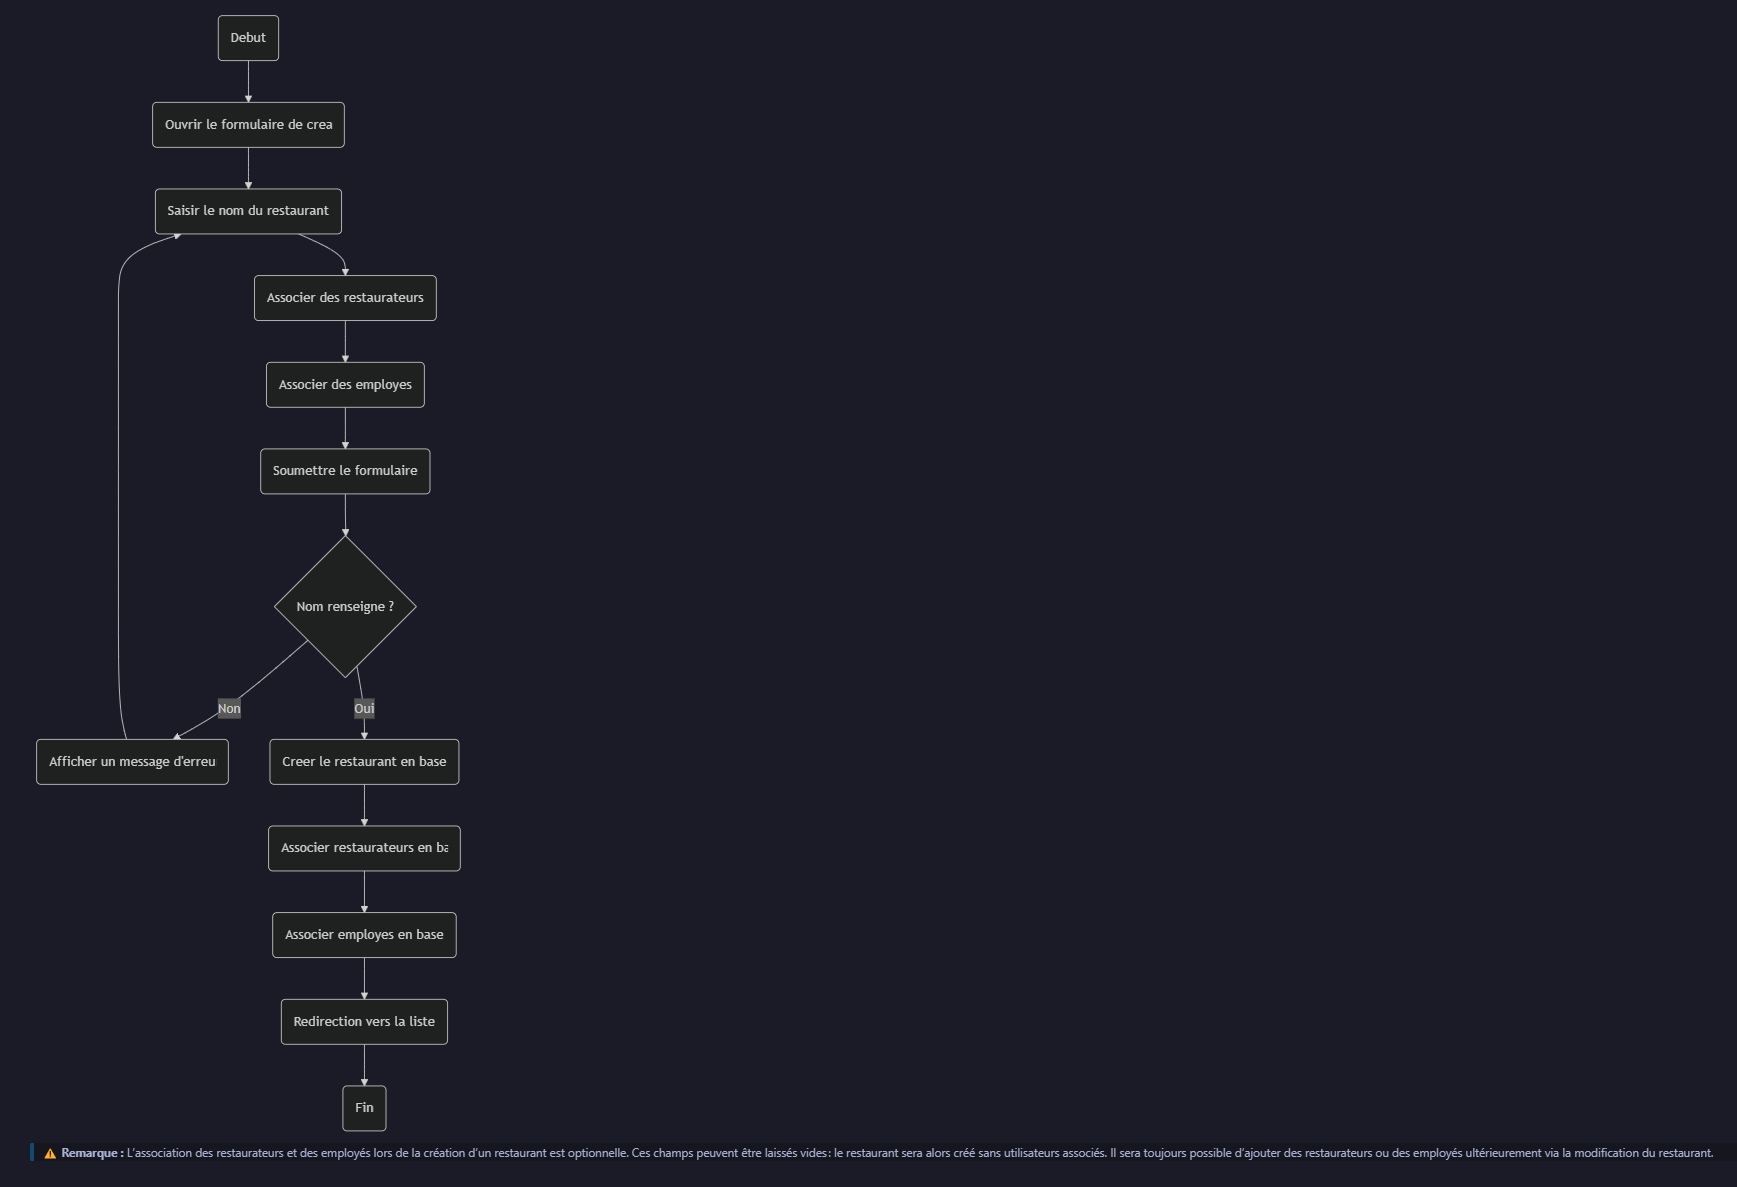 Debut
Ouvrir le formulaire de crea
Saisir le nom du restaurant
Associer des restaurateurs
Associer des employes
Soumettre le formulaire
Nom renseigne ?
Non
Oui
Afficher un message d'erreu
Creer le restaurant en base
Associer restaurateurs en ba
Associer employes en base
Redirection vers la liste
Fin
⚠ Remarque : L'association des restaurateurs et des employés lors de la création d'un restaurant est optionnelle. Ces champs peuvent être laissés vides : le restaurant sera alors créé sans utilisateurs associés. Il sera toujours possible d'ajouter des restaurateurs ou des employés ultérieurement via la modification du restaurant.